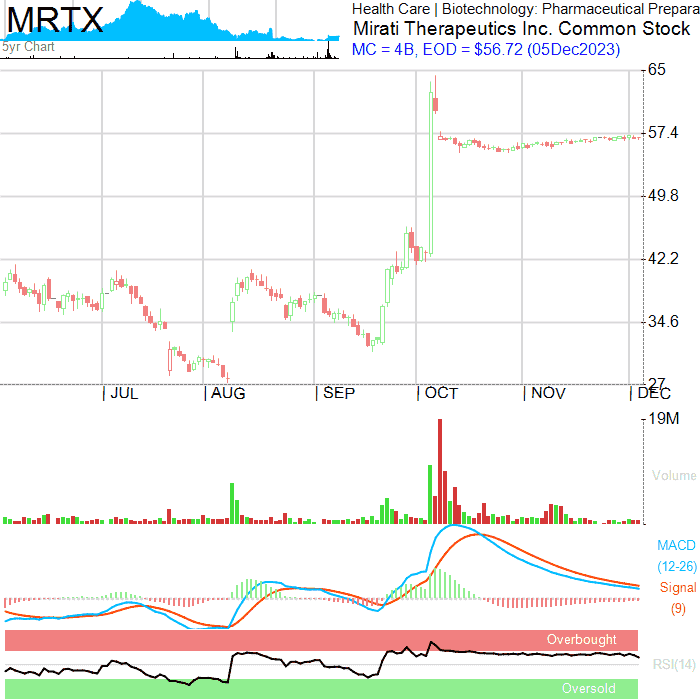 MRTX
5yr Chart
Health Care | Biotechnology: Pharmaceutical Prepara
Mirati Therapeutics Inc. Common Stock
MC = 4B, EOD = $56.72 (05Dec2023)
65
57.4
49.8
42.2
34.6
27
| JUL | AUG | SEP | OCT | NOV | DEC
19M
Volume
MACD
(12-26)
Signal
(9)
Overbought
RSI(14)
Oversold